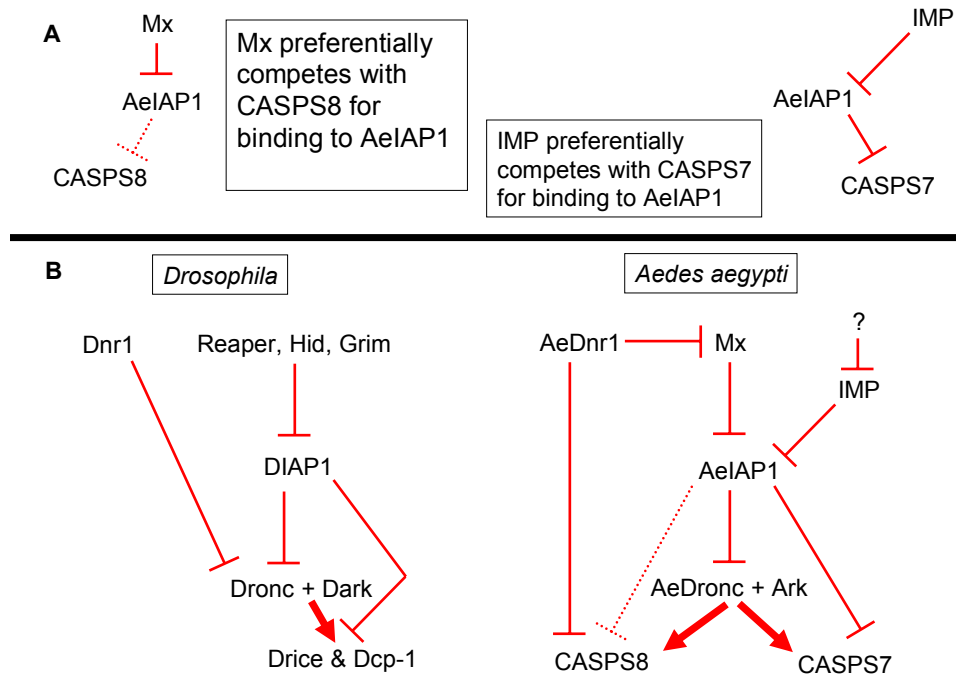 A
Mx
AeIAP1
CASPS8
Mx preferentially
competes with
CASPS8 for
binding to AeIAP1
IMP preferentially
competes with CASPS7
for binding to AeIAP1
IMP
AeIAP1
CASPS7
B
Drosophila
Dnr1
Reaper, Hid, Grim
DIAP1
Dronc + Dark
Drice & Dcp-1
Aedes aegypti
AeDnr1
Mx
?
IMP
AeIAP1
AeDronc + Ark
CASPS8
CASPS7